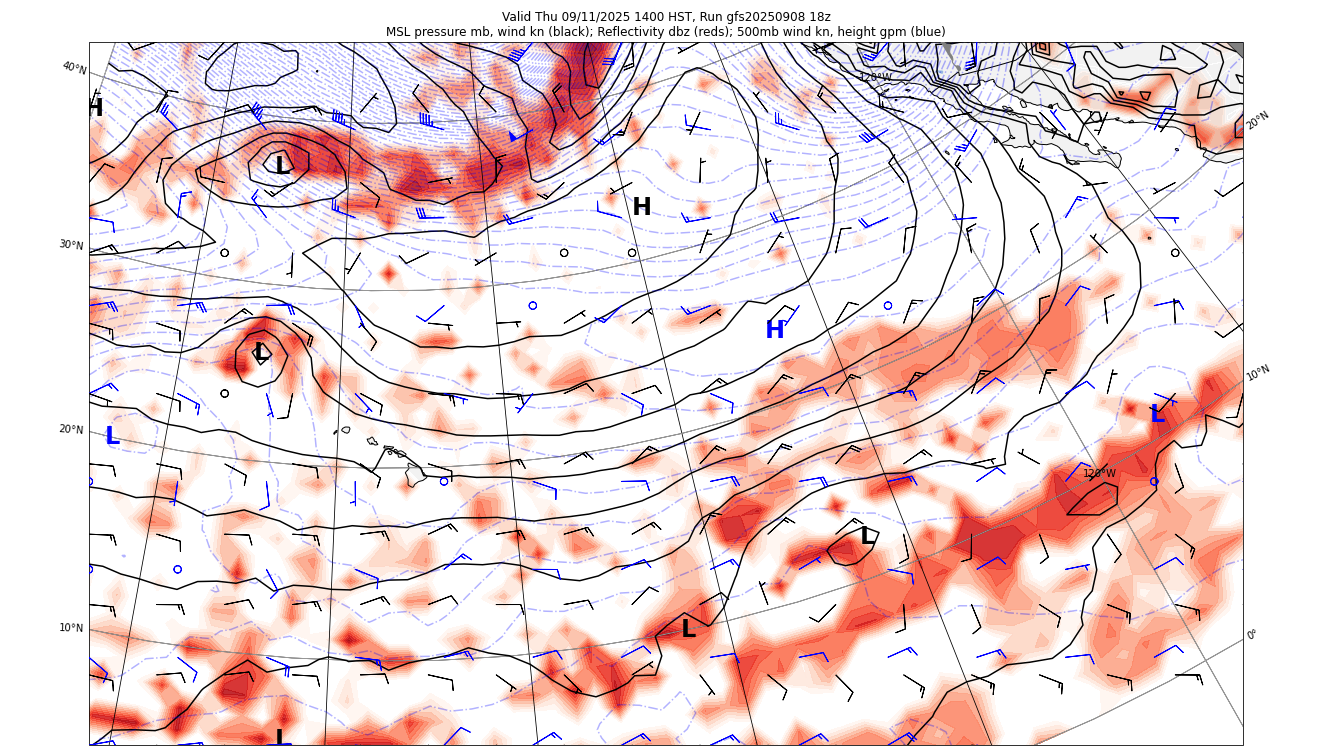 Valid Thu 09/11/2025 1400 HST, Run gfs20250908 18z
MSL pressure mb, wind kn (black); Reflectivity dbz (reds); 500mb wind kn, height gpm (blue)
40°N
120°W
20°N
H
L
H
30°N
H
L
10°N
L
20°N
L
120°W
L
10°N
L
0°
L